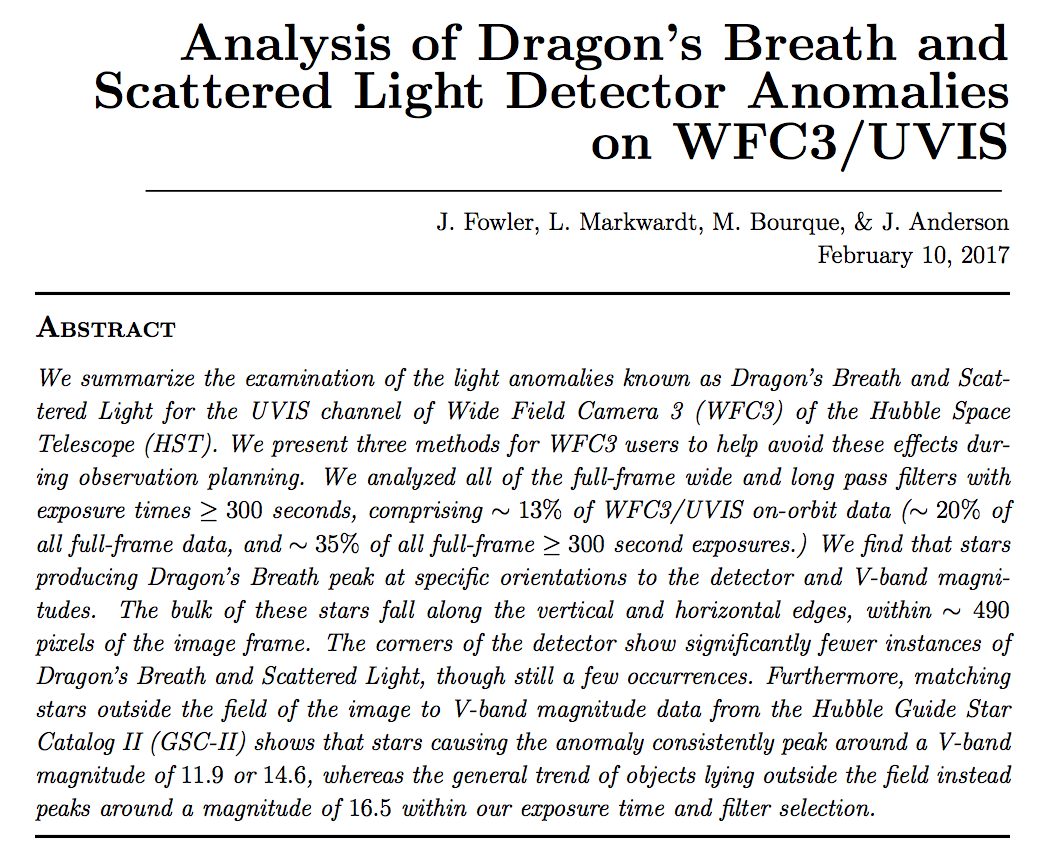 Analysis of Dragon's Breath and
Scattered Light Detector Anomalies
on WFC3/UVIS
J. Fowler, L. Markwardt, M. Bourque, & J. Anderson
February 10, 2017
ABSTRACT
We summarize the examination of the light anomalies known as Dragon's Breath and Scat-
tered Light for the UVIS channel of Wide Field Camera 3 (WFC3) of the Hubble Space
Telescope (HST). We present three methods for WFC3 users to help avoid these effects dur-
ing observation planning. We analyzed all of the full-frame wide and long pass filters with
exposure times ≥ 300 seconds, comprising ~ 13% of WFC3/UVIS on-orbit data (~ 20% of
all full-frame data, and ~ 35% of all full-frame ≥ 300 second exposures.) We find that stars
producing Dragon's Breath peak at specific orientations to the detector and V-band magni-
tudes. The bulk of these stars fall along the vertical and horizontal edges, within ~ 490
pixels of the image frame. The corners of the detector show significantly fewer instances of
Dragon's Breath and Scattered Light, though still a few occurrences. Furthermore, matching
stars outside the field of the image to V-band magnitude data from the Hubble Guide Star
Catalog II (GSC-II) shows that stars causing the anomaly consistently peak around a V-band
magnitude of 11.9 or 14.6, whereas the general trend of objects lying outside the field instead
peaks around a magnitude of 16.5 within our exposure time and filter selection.